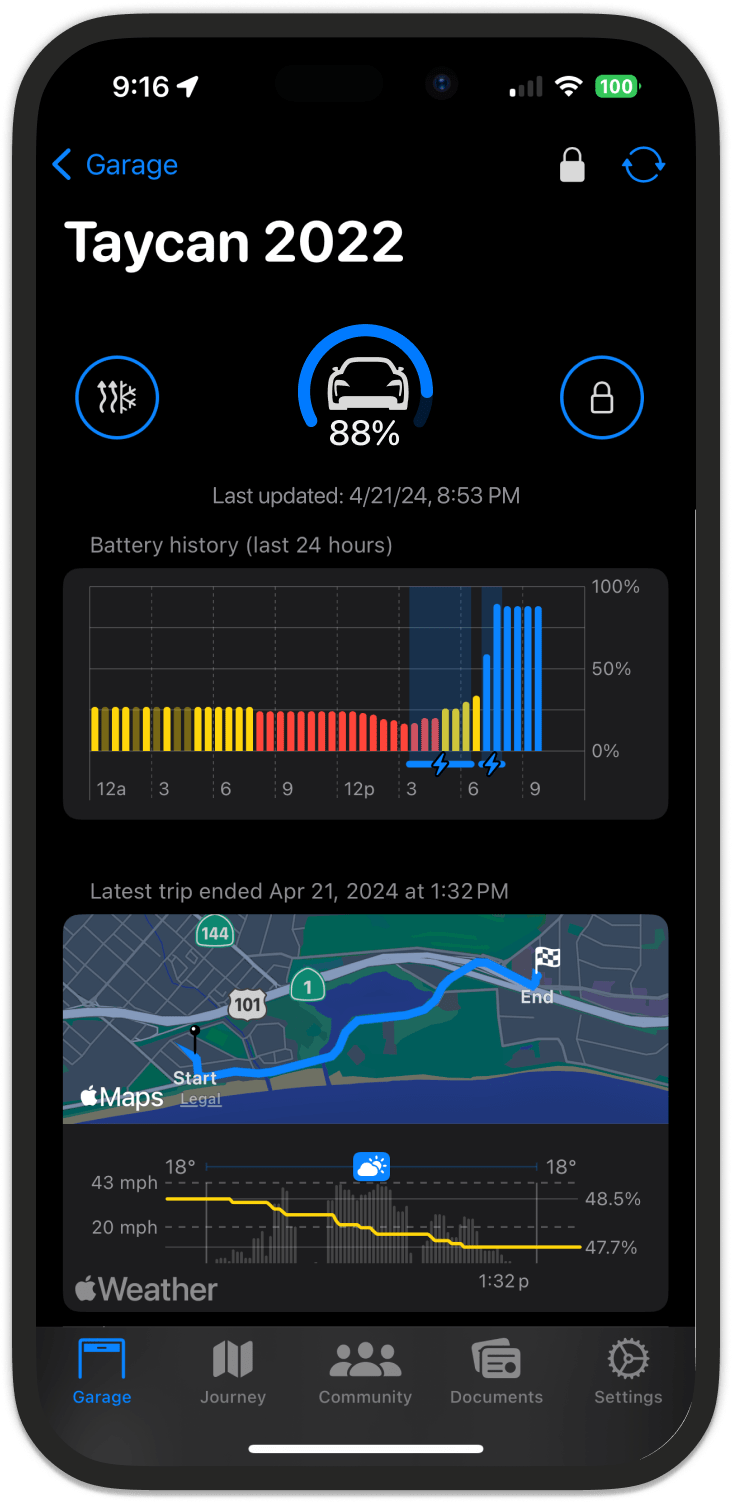 9:16
100
Garage
Taycan 2022
88%
Last updated: 4/21/24, 8:53 PM
Battery history (last 24 hours)
100%
50%
0%
12a 3 6 9 12p 3 6 9
Latest trip ended Apr 21, 2024 at 1:32 PM
144
1
101
End
Start
Maps
Legal
18° 18°
43 mph 48.5%
20 mph 47.7%
1:32 p
Weather
Garage Journey Community Documents Settings